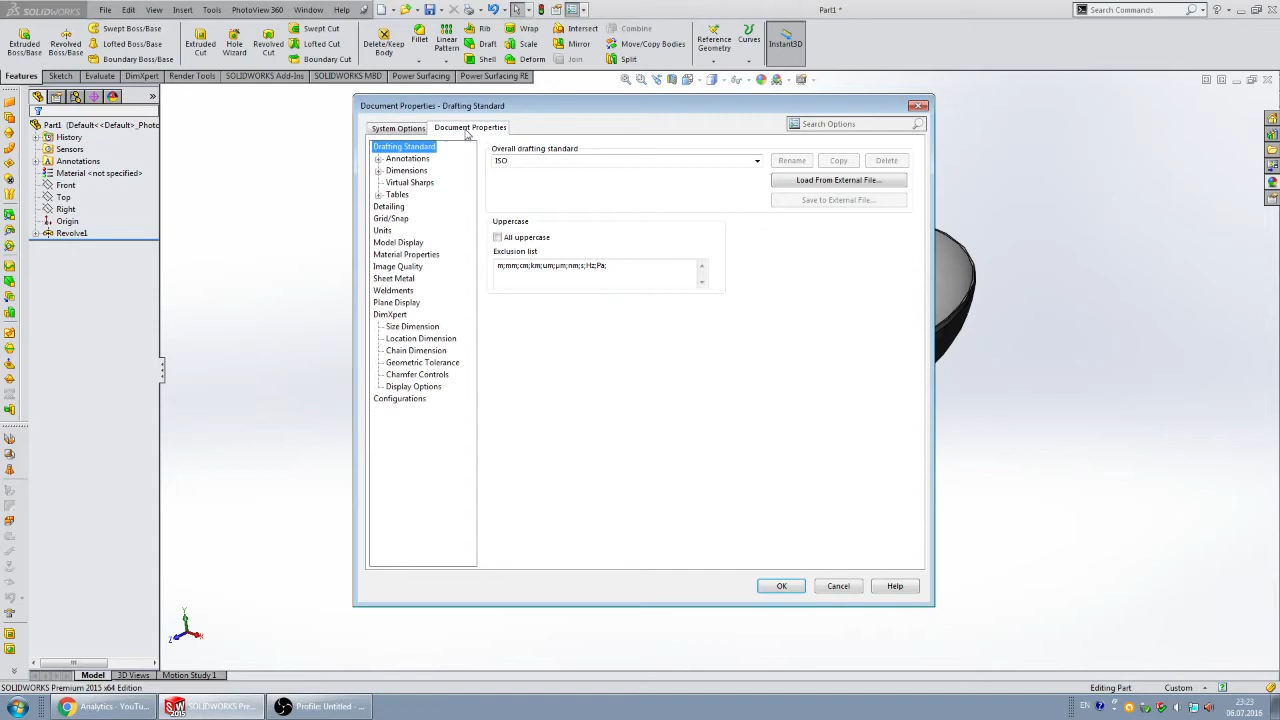 SOLIDWORKS File Edit View Insert Tools PhotoView 360 Window Help Part1 * Search Commands
Extruded Boss/Base
Revolved Boss/Base
Swept Boss/Base
Lofted Boss/Base
Boundary Boss/Base
Extruded Cut
Hole Wizard
Revolved Cut
Swept Cut
Lofted Cut
Boundary Cut
Delete/Keep Body
Fillet
Linear Pattern
Rib
Draft
Shell
Wrap
Scale
Deform
Intersect
Mirror
Combine
Move/Copy Bodies
Join
Split
Reference Geometry
Curves
Instant3D
Features Sketch Evaluate DimXpert Render Tools SOLIDWORKS Add-Ins SOLIDWORKS MBD Power Surfacing Power Surfacing RE
Part1 (Default<<Default>_Photo
History
Sensors
Annotations
Material <not specified>
Front
Top
Right
Origin
Revolve1
Document Properties - Drafting Standard
System Options Document Properties
Search Options
Drafting Standard
Annotations
Dimensions
Virtual Sharps
Tables
Detailing
Grid/Snap
Units
Model Display
Material Properties
Image Quality
Sheet Metal
Weldments
Plane Display
DimXpert
Size Dimension
Location Dimension
Chain Dimension
Geometric Tolerance
Chamfer Controls
Display Options
Configurations
Overall drafting standard
ISO
Rename Copy Delete
Load From External File...
Save to External File...
Uppercase
All uppercase
Exclusion list
m;mm;cm;km;um;µm;nm;s;Hz;Pa;
OK Cancel Help
Y
Z X
Model 3D Views Motion Study 1
SOLIDWORKS Premium 2015 x64 Edition
Editing Part Custom
Analytics - YouTu...
SOLIDWORKS Pre...
Profile: Untitled - ...
EN
23:23
06.07.2016